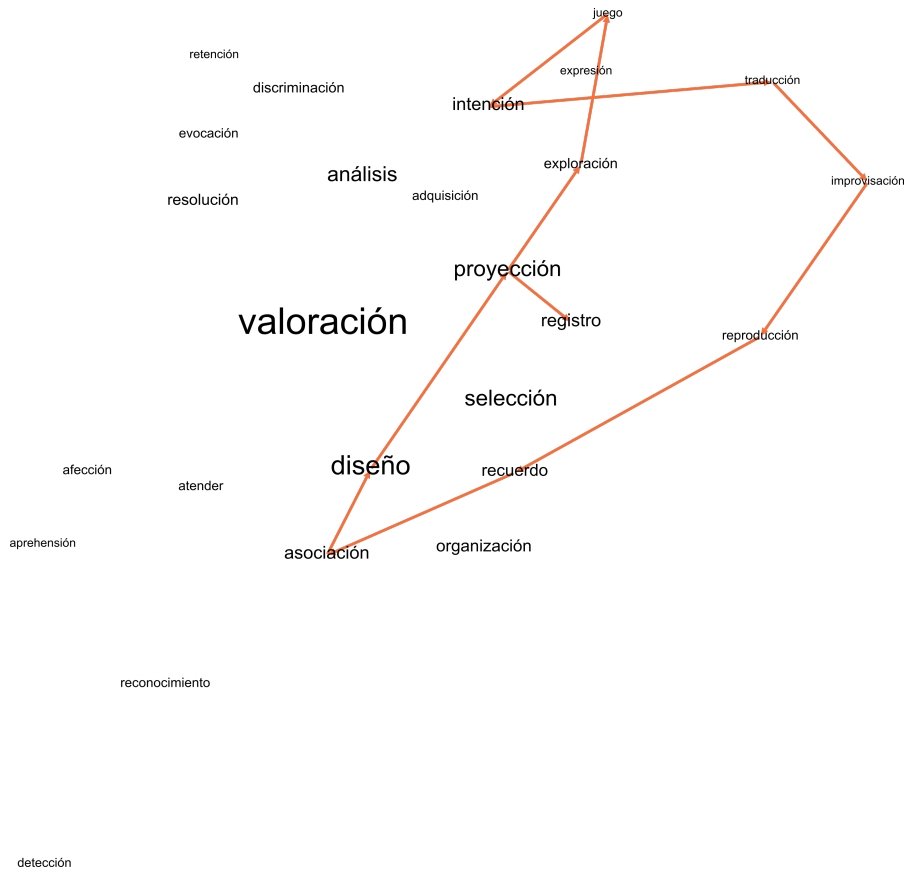 juego
retención
expresión
traducción
discriminación
intención
evocación
exploración
análisis
improvisación
adquisición
resolución
proyección
valoración
registro
reproducción
selección
diseño
afección
recuerdo
atender
aprehensión
asociación
organización
reconocimiento
detección